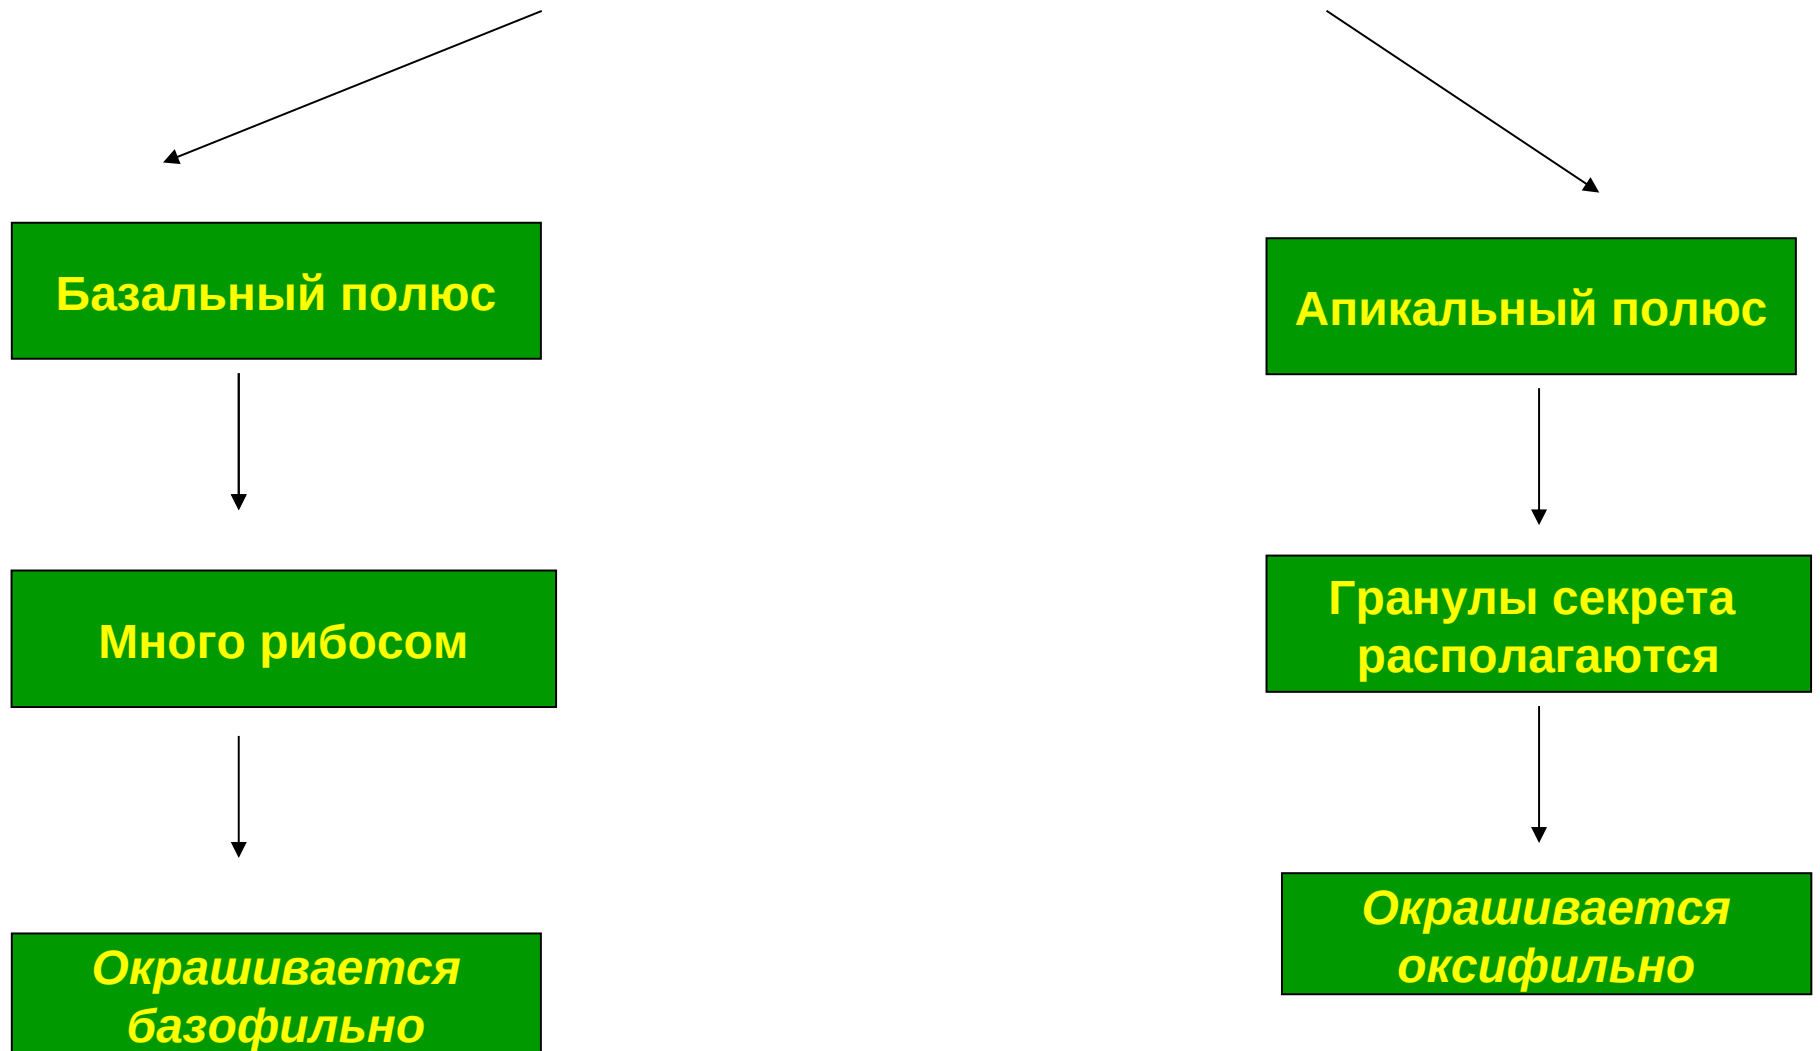 Базальный полюс
Апикальный полюс
Много рибосом
Гранулы секрета
располагаются
Окрашивается
базофильно
Окрашивается
оксифильно